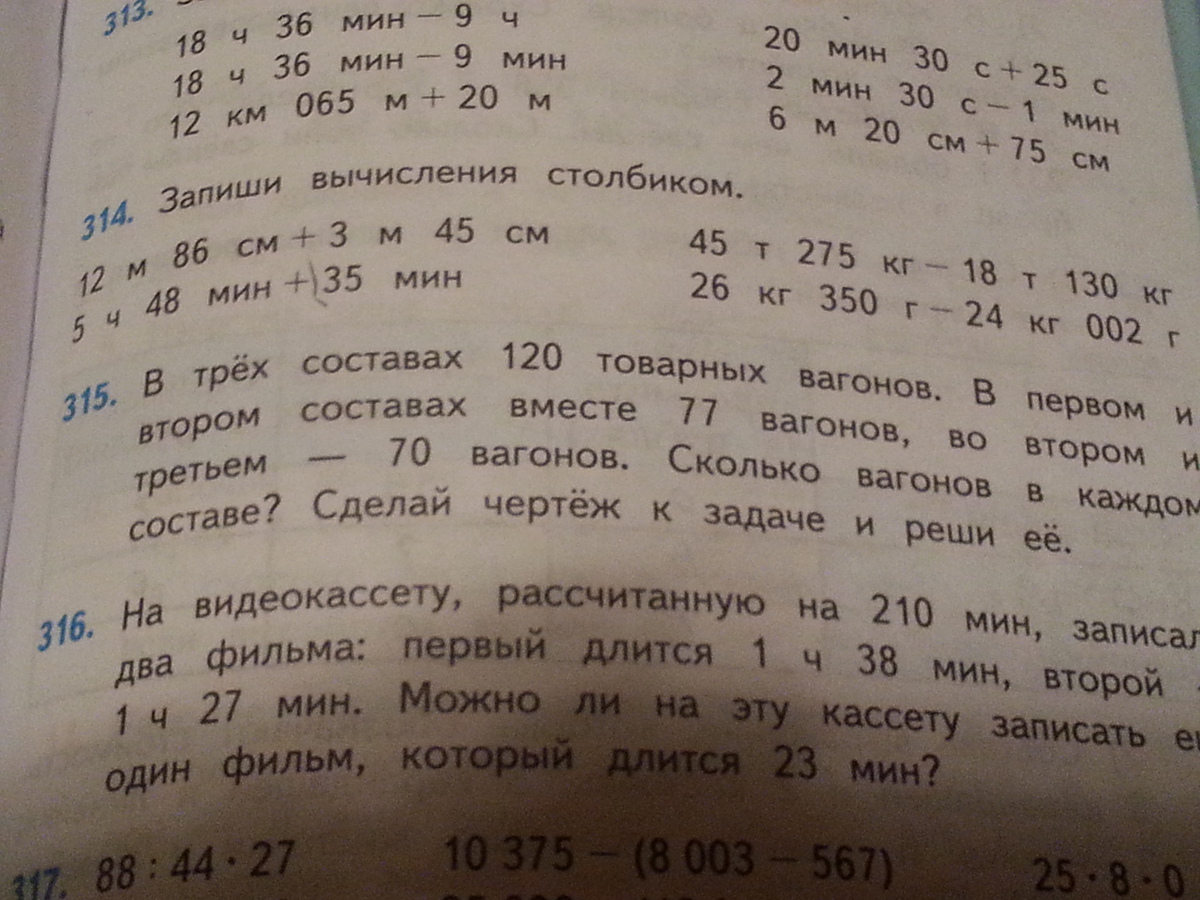 313.
18 ч 36 мин − 9 ч
18 ч 36 мин − 9 мин
12 км 065 м + 20 м
20 мин 30 с + 25 с
2 мин 30 с − 1 мин
6 м 20 см + 75 см
314. Запиши вычисления столбиком.
12 м 86 см + 3 м 45 см
5 ч 48 мин + 35 мин
45 т 275 кг − 18 т 130 кг
26 кг 350 г − 24 кг 002 г
315. В трёх составах 120 товарных вагонов. В первом и
втором составах вместе 77 вагонов, во втором и
третьем — 70 вагонов. Сколько вагонов в каждом
составе? Сделай чертёж к задаче и реши её.
316. На видеокассету, рассчитанную на 210 мин, записал
два фильма: первый длится 1 ч 38 мин, второй
1 ч 27 мин. Можно ли на эту кассету записать
один фильм, который длится 23 мин?
317. 88 : 44 · 27
10 375 − (8 003 − 567)
25 · 8 · 0